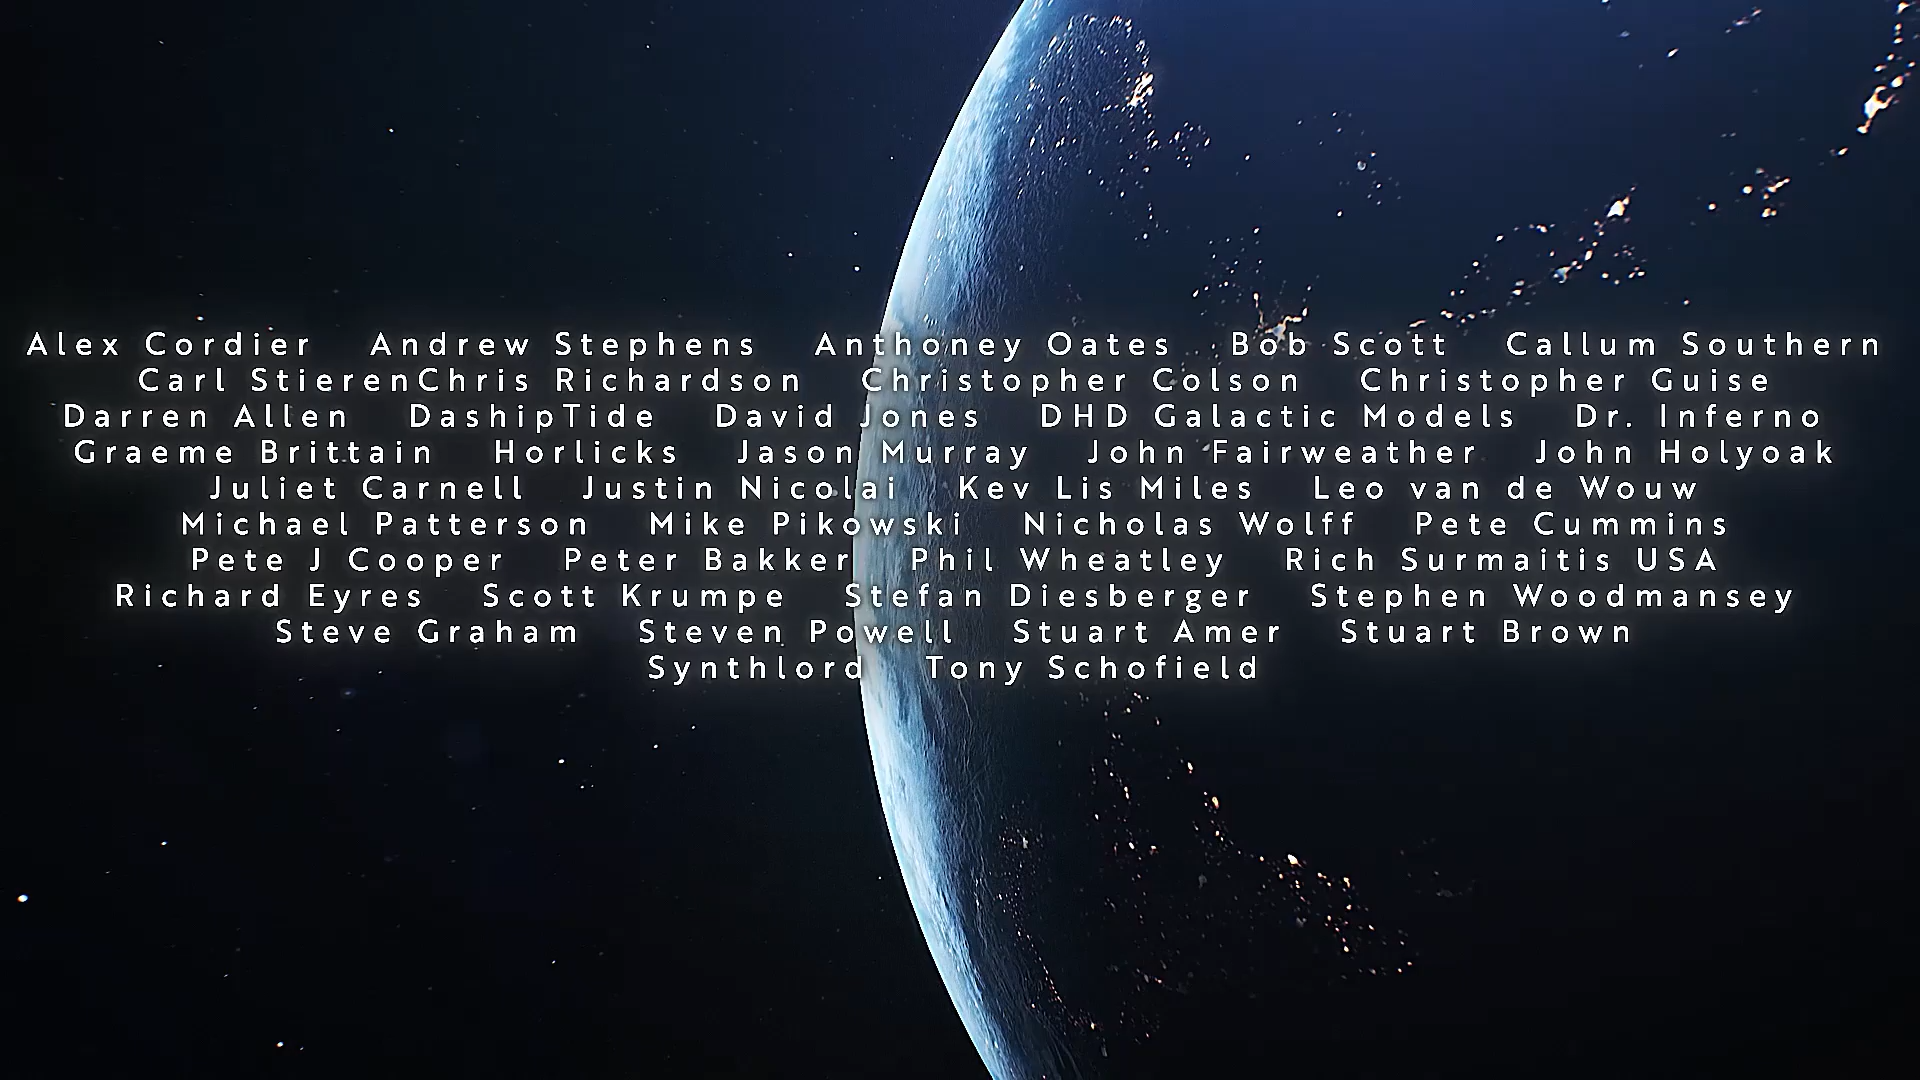 Alex Cordier Andrew Stephens Anthoney Oates Bob Scott Callum Southern
Carl StierenChris Richardson Christopher Colson Christopher Guise
Darren Allen DashipTide David Jones DHD Galactic Models Dr. Inferno
Graeme Brittain Horlicks Jason Murray John Fairweather John Holyoak
Juliet Carnell Justin Nicolai Kev Lis Miles Leo van de Wouw
Michael Patterson Mike Pikowski Nicholas Wolff Pete Cummins
Pete J Cooper Peter Bakker Phil Wheatley Rich Surmaitis USA
Richard Eyres Scott Krumpe Stefan Diesberger Stephen Woodmansey
Steve Graham Steven Powell Stuart Amer Stuart Brown
Synthlord Tony Schofield